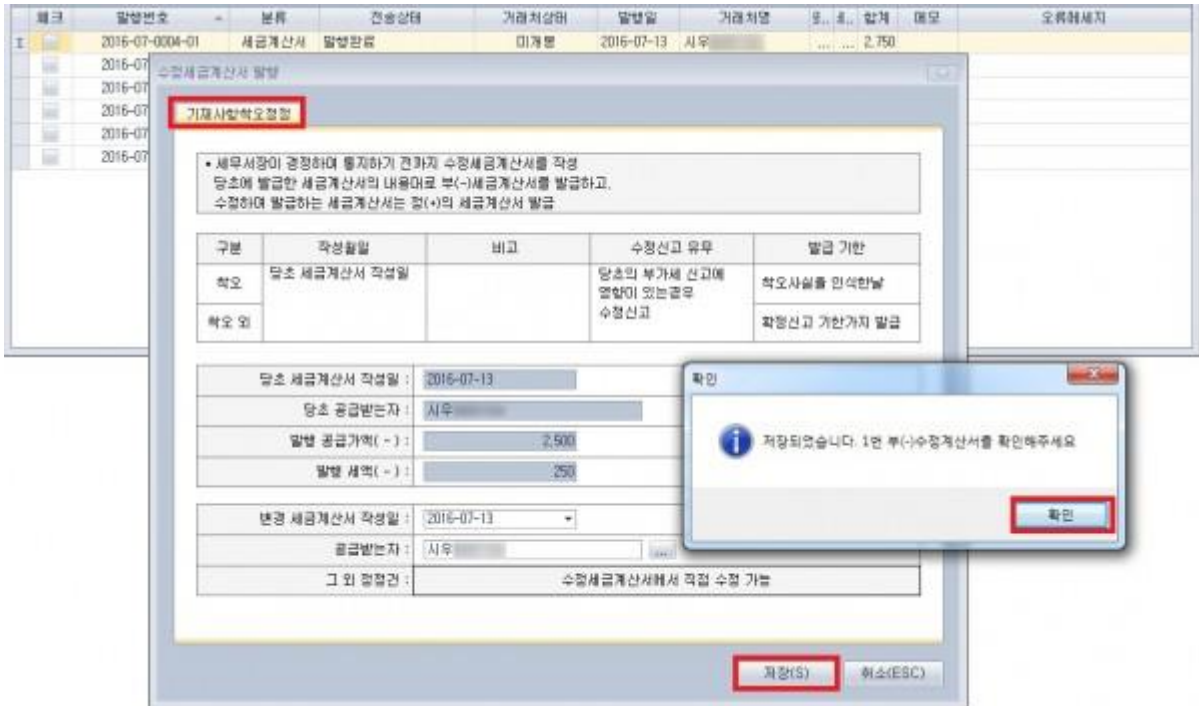 체크 발행번호 분류 전송상태 거래처상태 발행일 거래처명 합계 메모 오류메세지
I 2016-07-0004-01 세금계산서 발행완료 미개봉 2016-07-13 시우 ... ... 2,750
2016-07
2016-07
2016-07
2016-07
2016-07
수정세금계산서 발행
기재사항착오정정
• 세무서장이 경정하여 통지하기 전까지 수정세금계산서를 작성
당초에 발급한 세금계산서의 내용대로 부(-)세금계산서를 발급하고,
수정하여 발급하는 세금계산서는 정(+)의 세금계산서 발급
구분 작성월일 비고 수정신고 유무 발급 기한
착오 당초 세금계산서 작성일 당초의 부가세 신고에 착오사실을 인식한날
영향이 있는경우
수정신고
착오 외 확정신고 기한가지 발급
당초 세금계산서 작성일 : 2016-07-13
당초 공급받는자 : 시우
발행 공급가액( - ) : 2,500
발행 세액( - ) : 250
변경 세금계산서 작성일 : 2016-07-13
공급받는자 : 시우 ...
그 외 정정건 : 수정세금계산서에서 직접 수정 가능
확인
저장되었습니다. 1번 부(-)수정계산서를 확인해주세요
확인
저장(S) 취소(ESC)